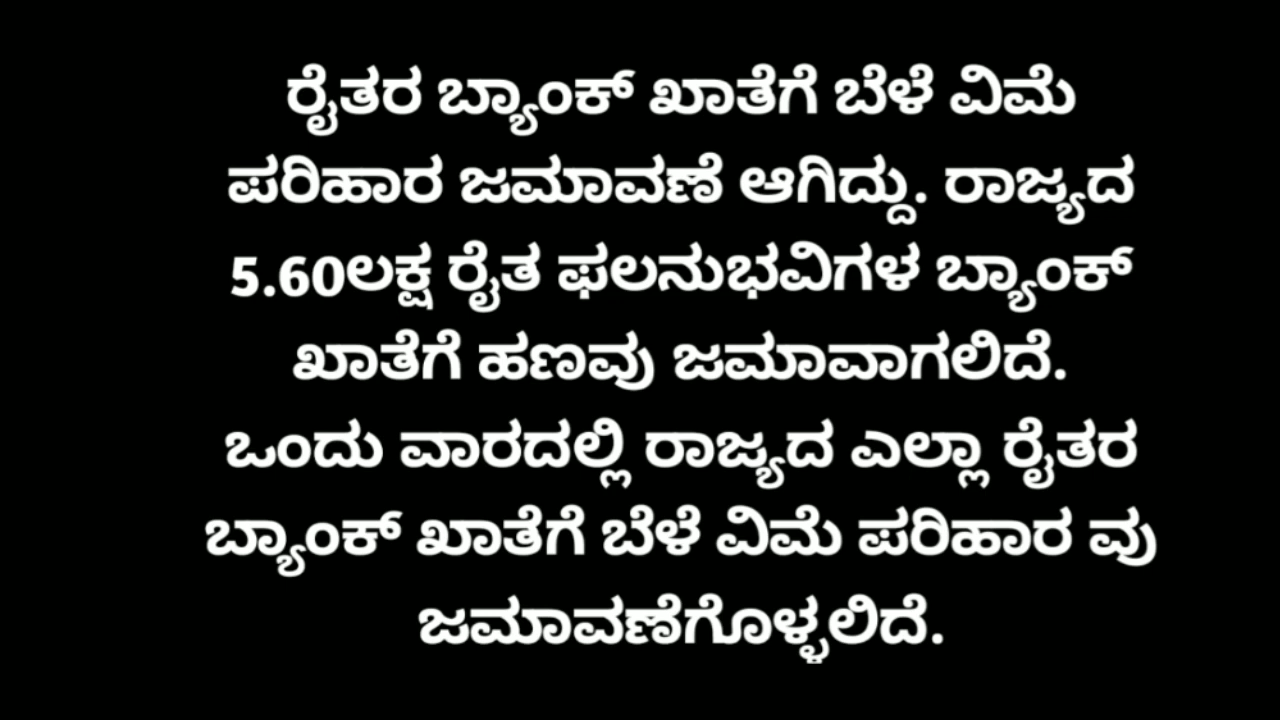 ರೈತರ ಬ್ಯಾಂಕ್ ಖಾತೆಗೆ ಬೆಳೆ ವಿಮೆ
ಪರಿಹಾರ ಜಮಾವಣೆ ಆಗಿದ್ದು. ರಾಜ್ಯದ
5.60ಲಕ್ಷ ರೈತ ಫಲನುಭವಿಗಳ ಬ್ಯಾಂಕ್
ಖಾತೆಗೆ ಹಣವು ಜಮಾವಾಗಲಿದೆ.
ಒಂದು ವಾರದಲ್ಲಿ ರಾಜ್ಯದ ಎಲ್ಲಾ ರೈತರ
ಬ್ಯಾಂಕ್ ಖಾತೆಗೆ ಬೆಳೆ ವಿಮೆ ಪರಿಹಾರ ವು
ಜಮಾವಣೆಗೊಳ್ಳಲಿದೆ.